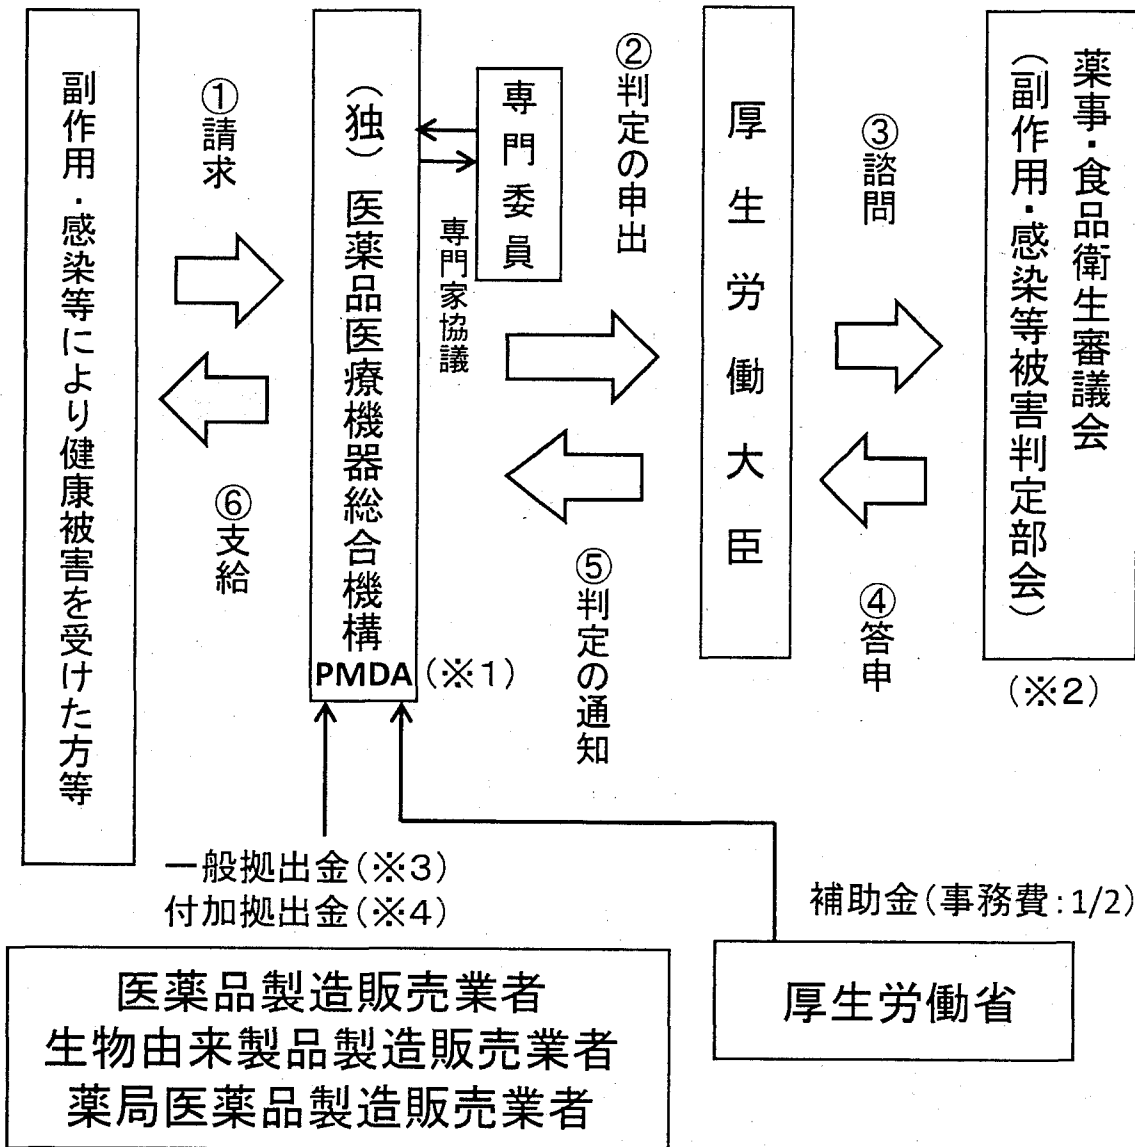 副作用・感染等により健康被害を受けた方等
①請求
⑥支給
（独）医薬品医療機器総合機構
PMDA（※1）
専門委員
専門家協議
②判定の申出
⑤判定の通知
厚生労働大臣
③諮問
④答申
薬事・食品衛生審議会
（副作用・感染等被害判定部会）
（※2）
一般拠出金（※3）
付加拠出金（※4）
補助金（事務費：1/2）
医薬品製造販売業者
生物由来製品製造販売業者
薬局医薬品製造販売業者
厚生労働省